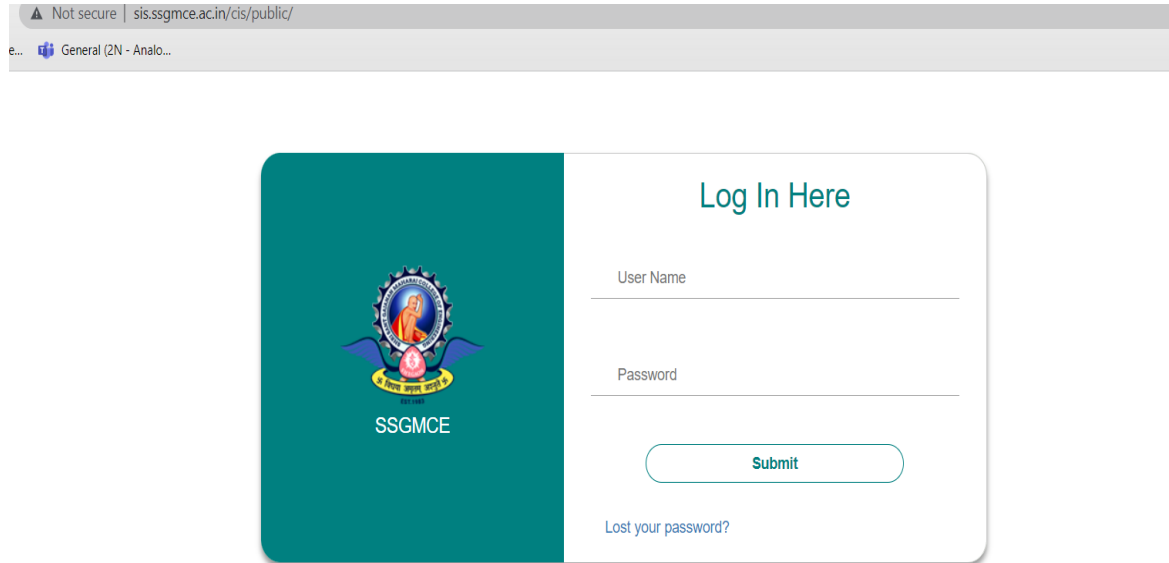 Not secure | sis.ssgmce.ac.in/cis/public/
e... General (2N - Analo...
Log In Here
User Name
Password
SSGMCE
Submit
Lost your password?